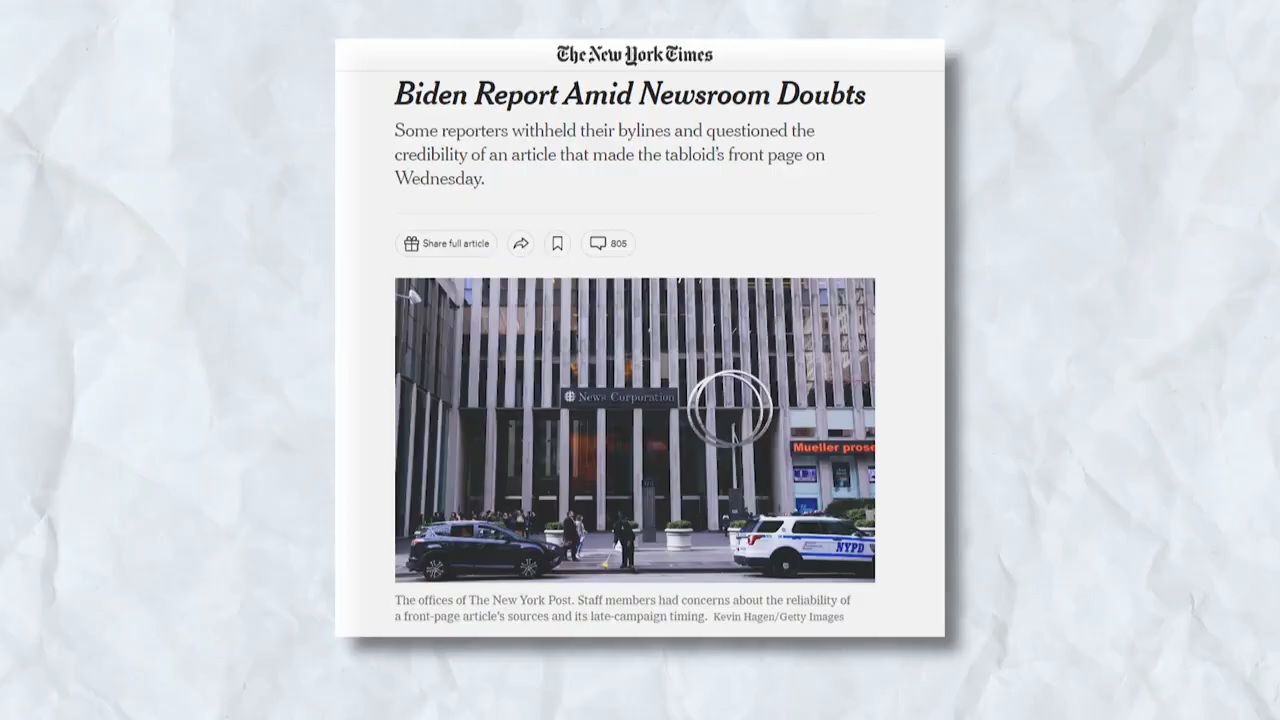 The New York Times
Biden Report Amid Newsroom Doubts
Some reporters withheld their bylines and questioned the
credibility of an article that made the tabloid’s front page on
Wednesday.
Share full article
805
News Corporation
Mueller prose
NYPD
The offices of The New York Post. Staff members had concerns about the reliability of
a front-page article's sources and its late-campaign timing. Kevin Hagen/Getty Images